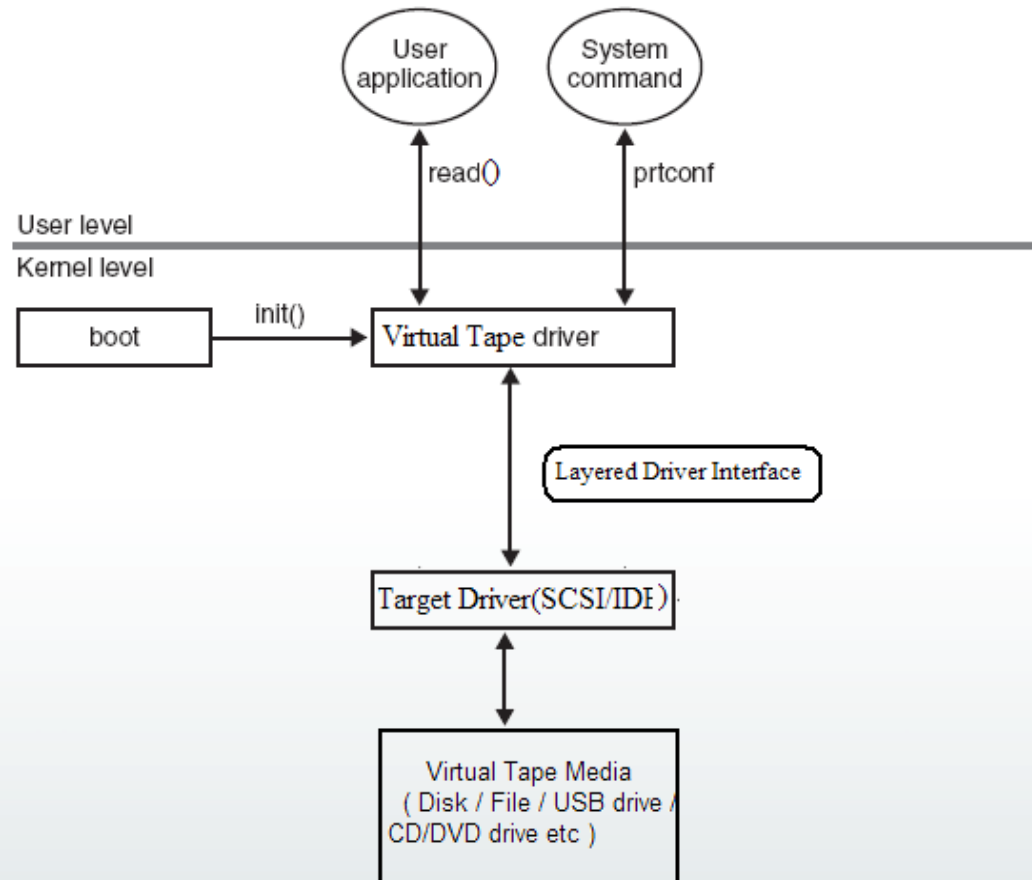 User
application
System
command
read()
prtconf
User level
Kernel level
boot
init()
Virtual Tape driver
Layered Driver Interface
Target Driver(SCSI/IDE)
Virtual Tape Media
( Disk / File / USB drive /
CD/DVD drive etc )